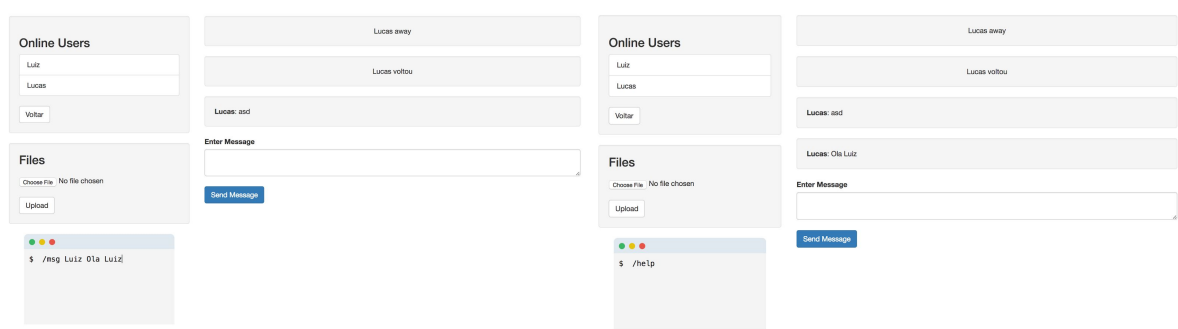 Online Users
Luiz
Lucas
Voltar
Files
Choose File No file chosen
Upload
$ /msg Luiz Ola Luiz
Lucas away
Lucas voltou
Lucas: asd
Enter Message
Send Message
Online Users
Luiz
Lucas
Voltar
Files
Choose File No file chosen
Upload
$ /help
Lucas away
Lucas voltou
Lucas: asd
Lucas: Ola Luiz
Enter Message
Send Message